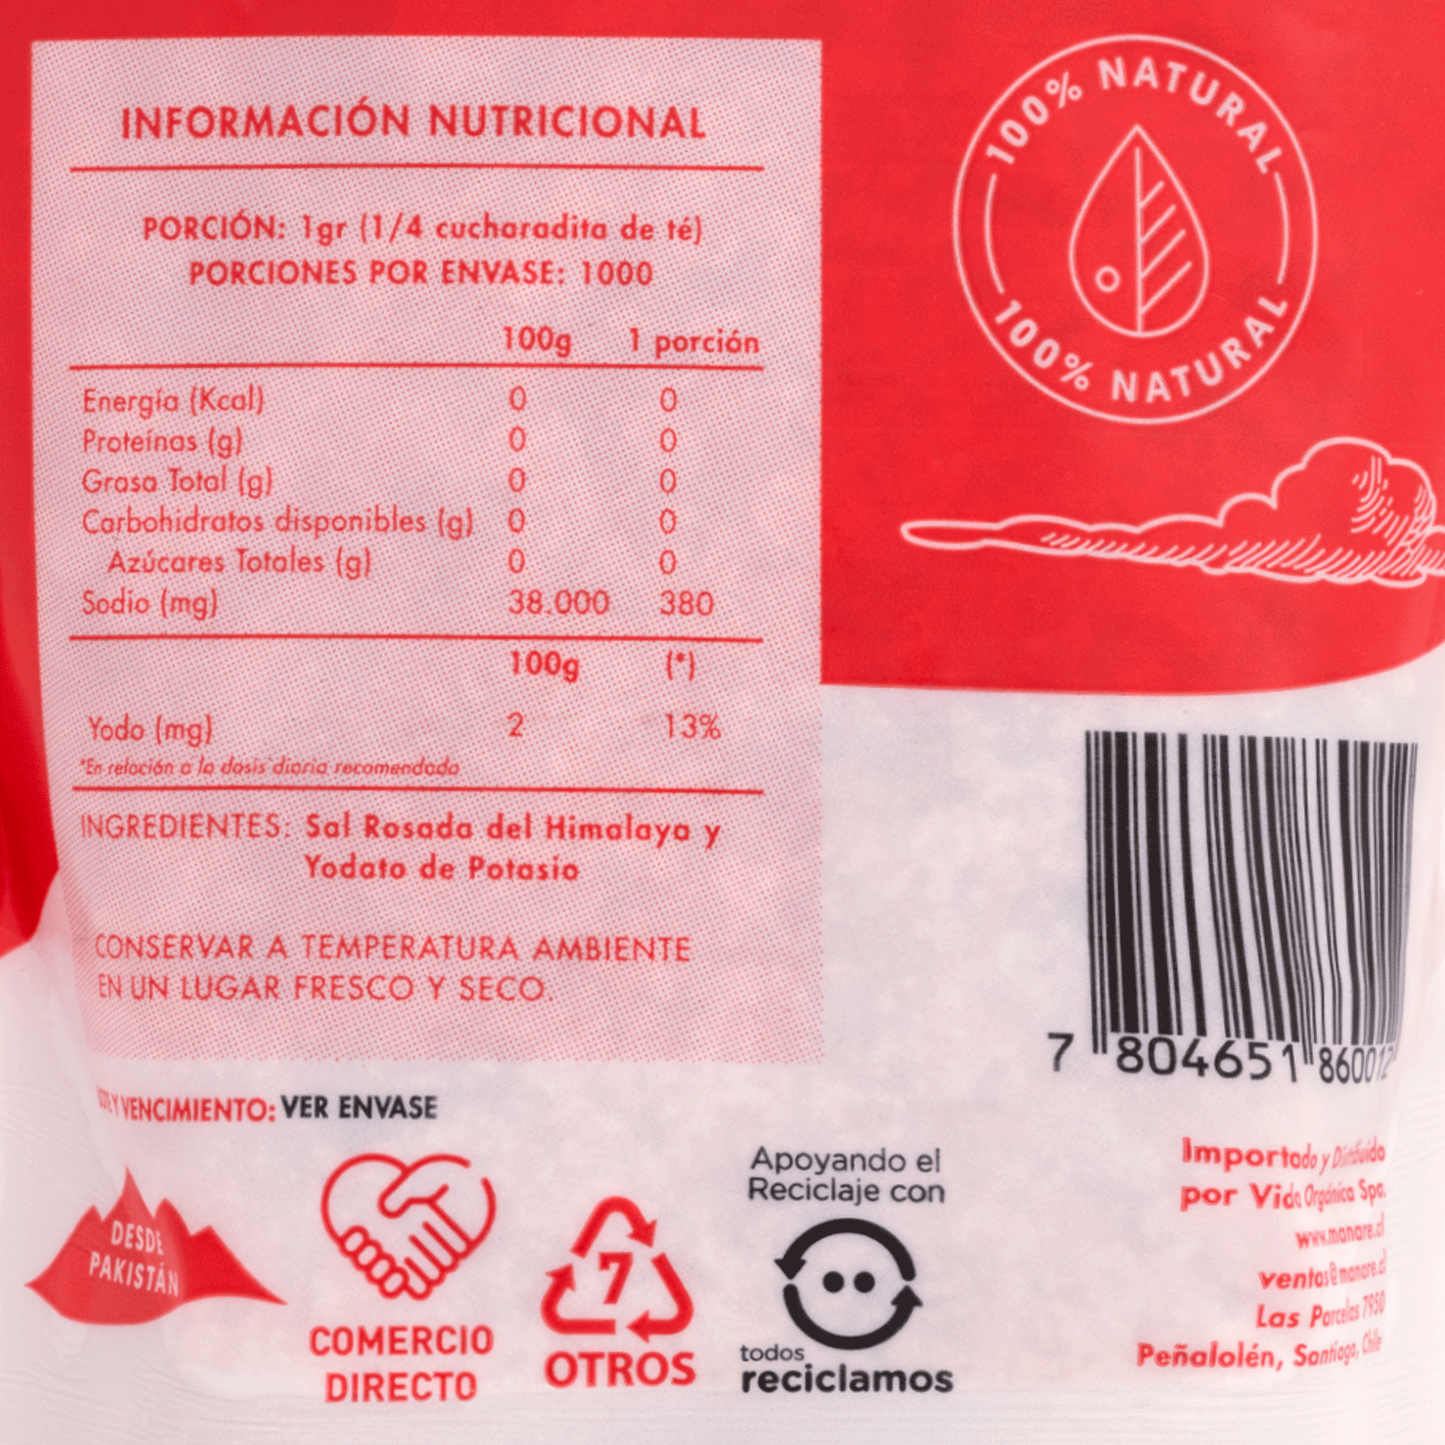 INFORMACIÓN NUTRICIONAL
PORCIÓN: 1gr (1/4 cucharadita de té)
PORCIONES POR ENVASE: 1000
100g 1 porción
Energía (Kcal) 0 0
Proteínas (g) 0 0
Grasa Total (g) 0 0
Carbohidratos disponibles (g) 0 0
Azúcares Totales (g) 0 0
Sodio (mg) 38.000 380
100g (*)
Yodo (mg) 2 13%
*En relación a la dosis diaria recomendada
INGREDIENTES: Sal Rosada del Himalaya y
Yodato de Potasio
CONSERVAR A TEMPERATURA AMBIENTE
EN UN LUGAR FRESCO Y SECO.
Y VENCIMIENTO: VER ENVASE
DESDE
PAKISTÁN
COMERCIO
DIRECTO
7
OTROS
Apoyando el
Reciclaje con
todos
reciclamos
100% NATURAL
100% NATURAL
7 804651 860012
Importado y Distribuido
por Vida Orgánica Spa.
www.manare.cl
ventas@manare.cl
Las Parcelas 7950
Peñalolén, Santiago, Chile